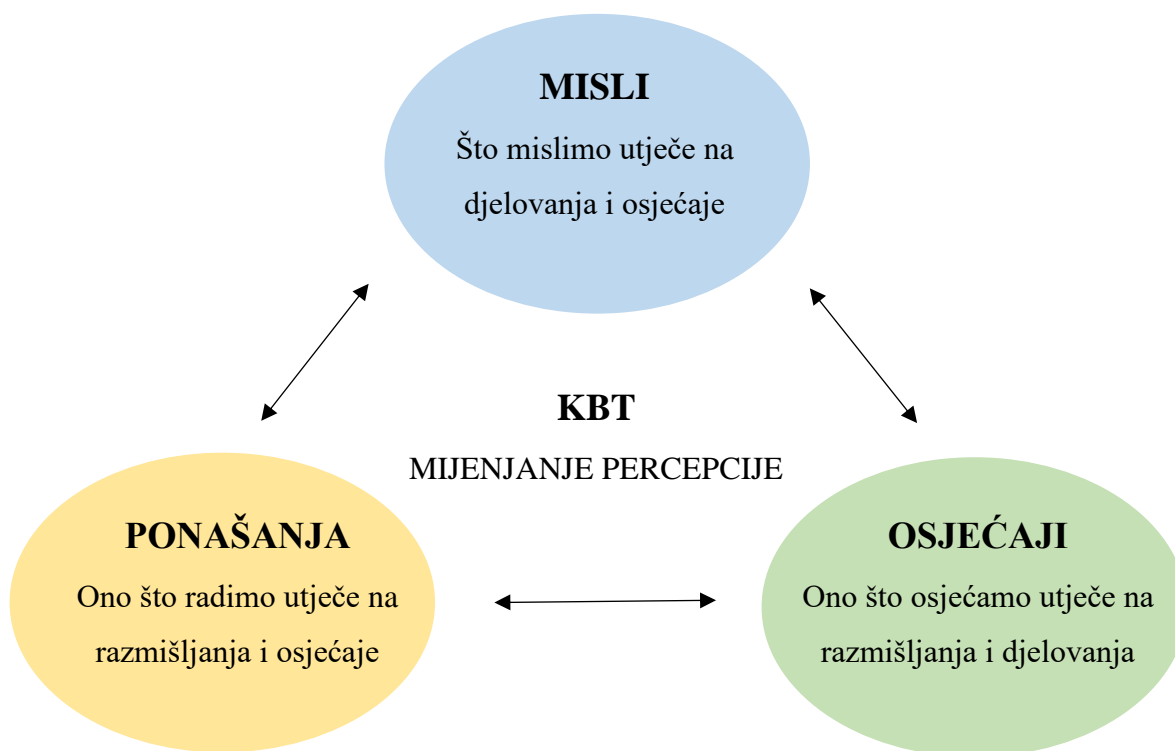 MISLI
Što mislimo utječe na
djelovanja i osjećaje
KBT
MIJENJANJE PERCEPCIJE
PONAŠANJA
Ono što radimo utječe na
razmišljanja i osjećaje
OSJEĆAJI
Ono što osjećamo utječe na
razmišljanja i djelovanja